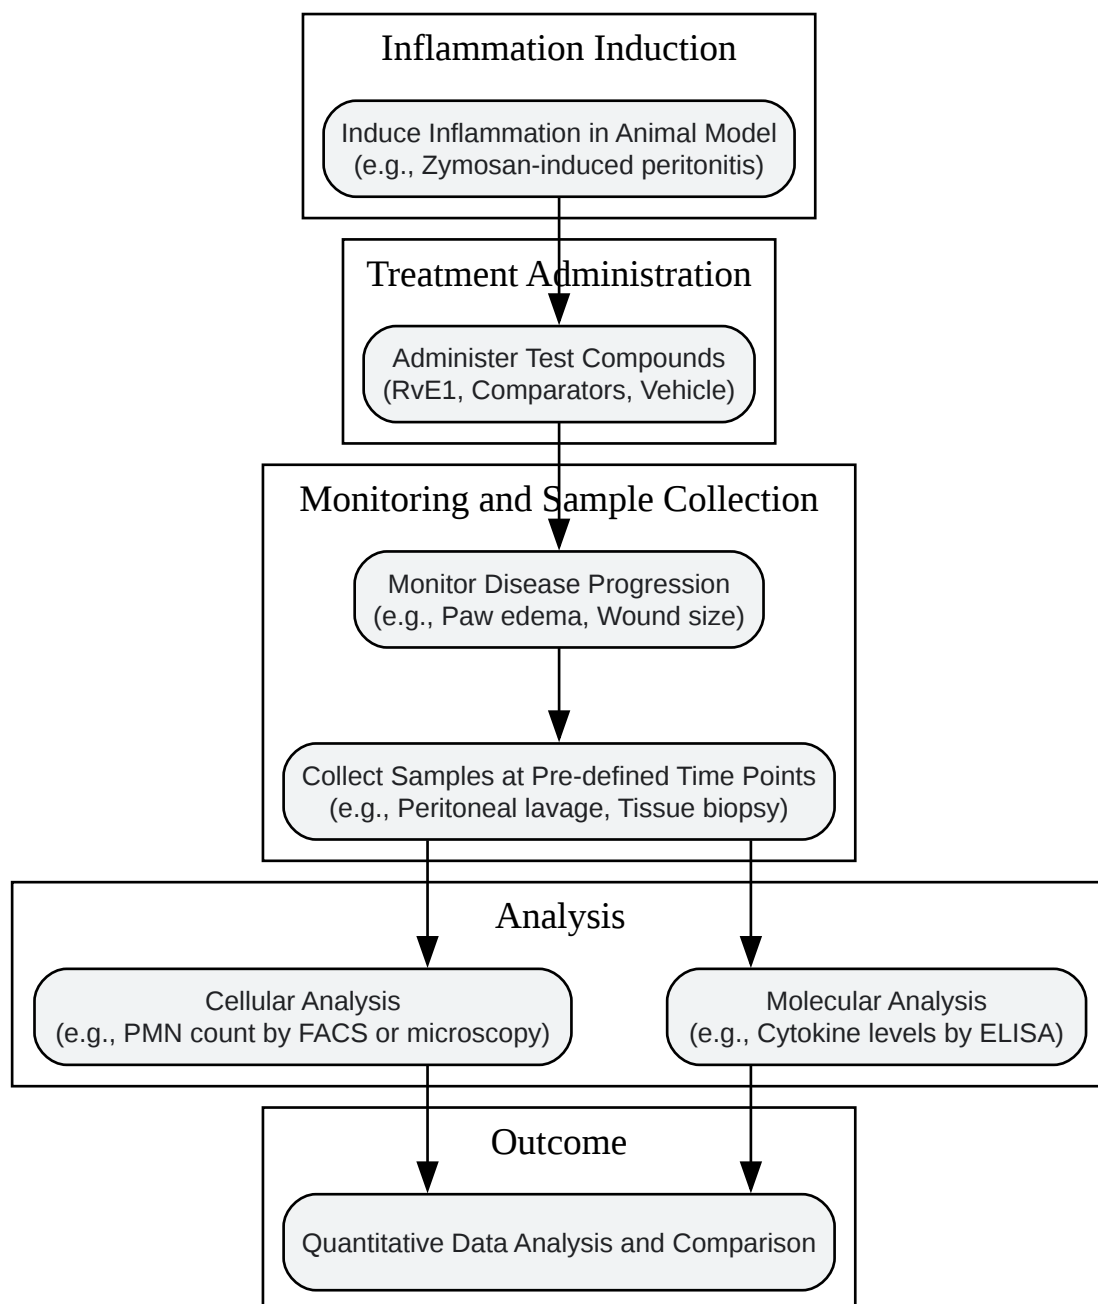 Inflammation Induction
Induce Inflammation in Animal Model
(e.g., Zymosan-induced peritonitis)
Treatment Administration
Administer Test Compounds
(RvE1, Comparators, Vehicle)
Monitoring and Sample Collection
Monitor Disease Progression
(e.g., Paw edema, Wound size)
Collect Samples at Pre-defined Time Points
(e.g., Peritoneal lavage, Tissue biopsy)
Analysis
Cellular Analysis
(e.g., PMN count by FACS or microscopy)
Molecular Analysis
(e.g., Cytokine levels by ELISA)
Outcome
Quantitative Data Analysis and Comparison